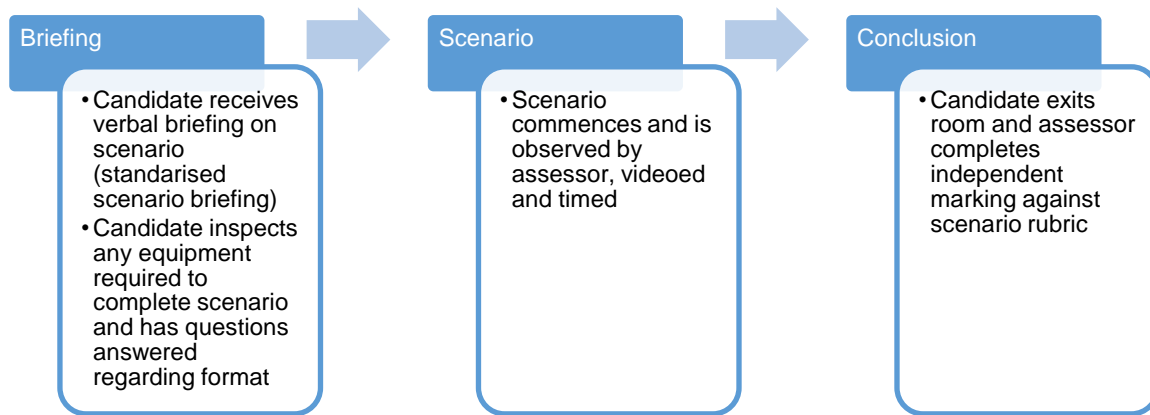 Briefing
• Candidate receives
verbal briefing on
scenario
(standarised
scenario briefing)
• Candidate inspects
any equipment
required to
complete scenario
and has questions
answered
regarding format
Scenario
• Scenario
commences and is
observed by
assessor, videoed
and timed
Conclusion
• Candidate exits
room and assessor
completes
independent
marking against
scenario rubric